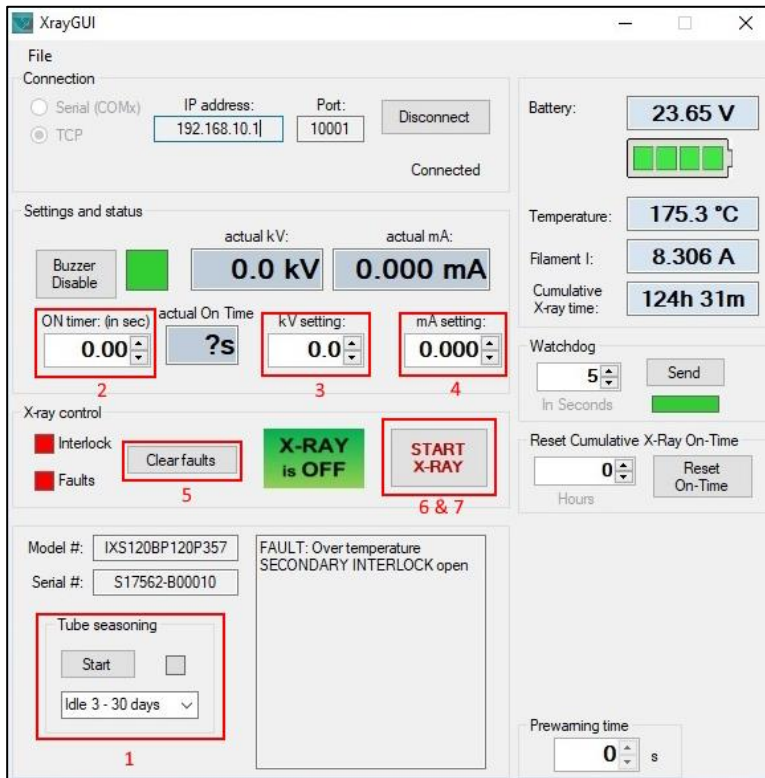 XrayGUI
File
Connection
Serial (COMx)
TCP
IP address:
192.168.10.1
Port:
10001
Disconnect
Connected
Settings and status
Buzzer
Disable
actual kV:
0.0 kV
actual mA:
0.000 mA
ON timer: (in sec)
0.00
actual On Time
?s
kV setting:
0.0
mA setting:
0.000
2
3
4
X-ray control
Interlock
Faults
Clear faults
5
X-RAY
is OFF
START
X-RAY
6 & 7
Model #:
IXS120BP120P357
Serial #:
S17562-B00010
FAULT: Over temperature
SECONDARY INTERLOCK open
Tube seasoning
Start
Idle 3 - 30 days
1
Battery:
23.65 V
Temperature:
175.3 °C
Filament I:
8.306 A
Cumulative
X-ray time:
124h 31m
Watchdog
5
Send
In Seconds
Reset Cumulative X-Ray On-Time
0
Reset
On-Time
Hours
Prewarning time
0
s